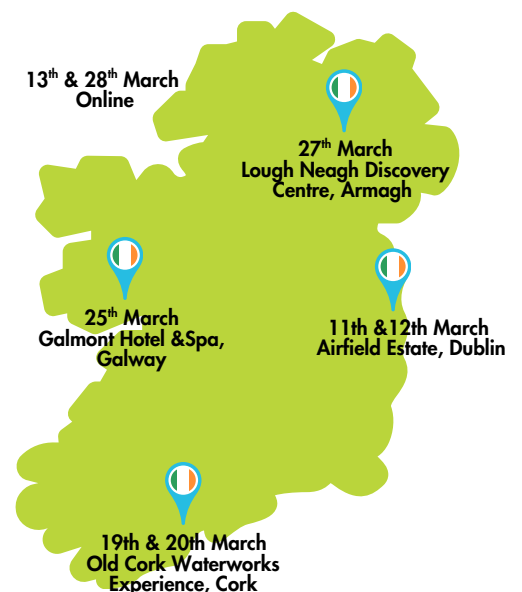 13th & 28th March
Online
27th March
Lough Neagh Discovery
Centre, Armagh
25th March
Galmont Hotel &Spa,
Galway
11th &12th March
Airfield Estate, Dublin
19th & 20th March
Old Cork Waterworks
Experience, Cork